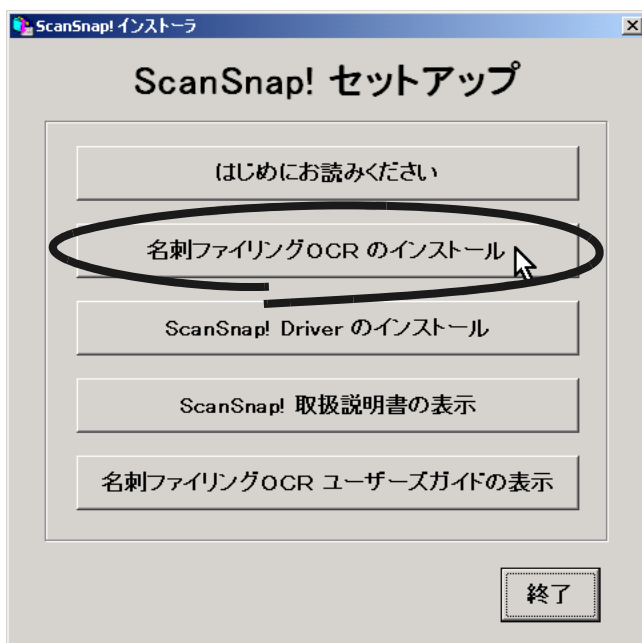 ScanSnap! インストーラ
ScanSnap! セットアップ
はじめにお読みください
名刺ファイリングOCR のインストール
ScanSnap! Driver のインストール
ScanSnap! 取扱説明書の表示
名刺ファイリングOCR ユーザーズガイドの表示
終了